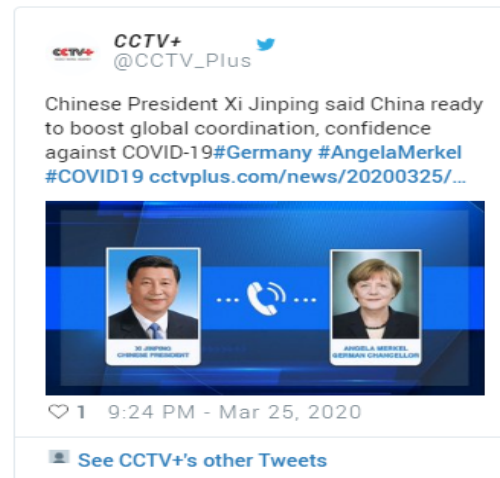 CCTV+
CCTV+
@CCTV_Plus
Chinese President Xi Jinping said China ready
to boost global coordination, confidence
against COVID-19#Germany #AngelaMerkel
#COVID19 cctvplus.com/news/20200325/...
XI JINPING
CHINESE PRESIDENT
ANGELA MERKEL
GERMAN CHANCELLOR
1 9:24 PM - Mar 25, 2020
See CCTV+'s other Tweets